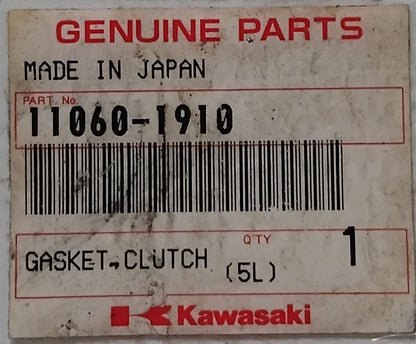 GENUINE PARTS
MADE IN JAPAN
PART No.
11060-1910
Q'TY
GASKET,CLUTCH 1
(5L)
Kawasaki